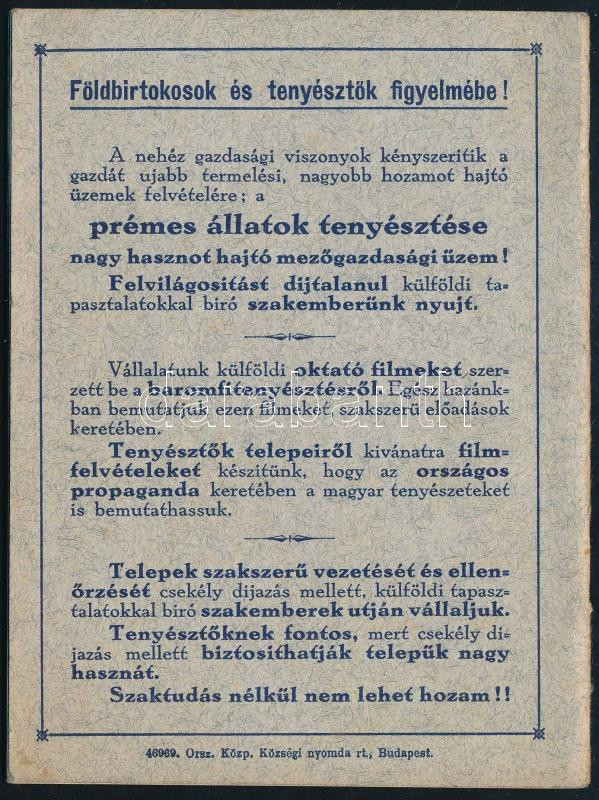 Földbirtokosok és tenyésztők figyelmébe!
A nehéz gazdasági viszonyok kényszeritik a
gazdát ujabb termelési, nagyobb hozamot hajtó
üzemek felvételére; a
prémes állatok tenyésztése
nagy hasznot hajtó mezőgazdasági üzem!
Felvilágositást dijtalanul külföldi ta=
pasztalatokkal biró szakemberünk nyujt.
Vállalatunk külföldi oktató filmeket szer=
zett be a baromfitenyésztésről. Egész hazánk=
ban bemutatjuk ezen filmeket, szakszerű előadások
keretében.
Tenyésztők telepeiről kivánatra film=
felvételeket készitünk, hogy az országos
propaganda keretében a magyar tenyészeteket
is bemutathassuk.
Telepek szakszerű vezetését és ellen=
őrzését csekély dijazás mellett, külföldi tapasz=
talatokkal biró szakemberek utján vállaljuk.
Tenyésztőknek fontos, mert csekély di=
jazás mellett biztosithatják telepük nagy
hasznát.
Szaktudás nélkül nem lehet hozam!!
46969. Orsz. Közp. Községi nyomda rt., Budapest.
darabanth